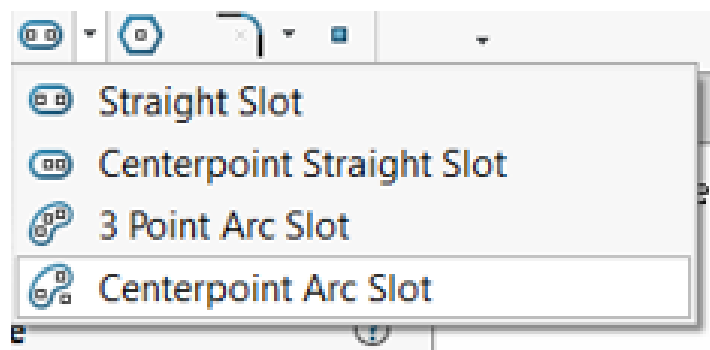 Straight Slot
Centerpoint Straight Slot
3 Point Arc Slot
Centerpoint Arc Slot